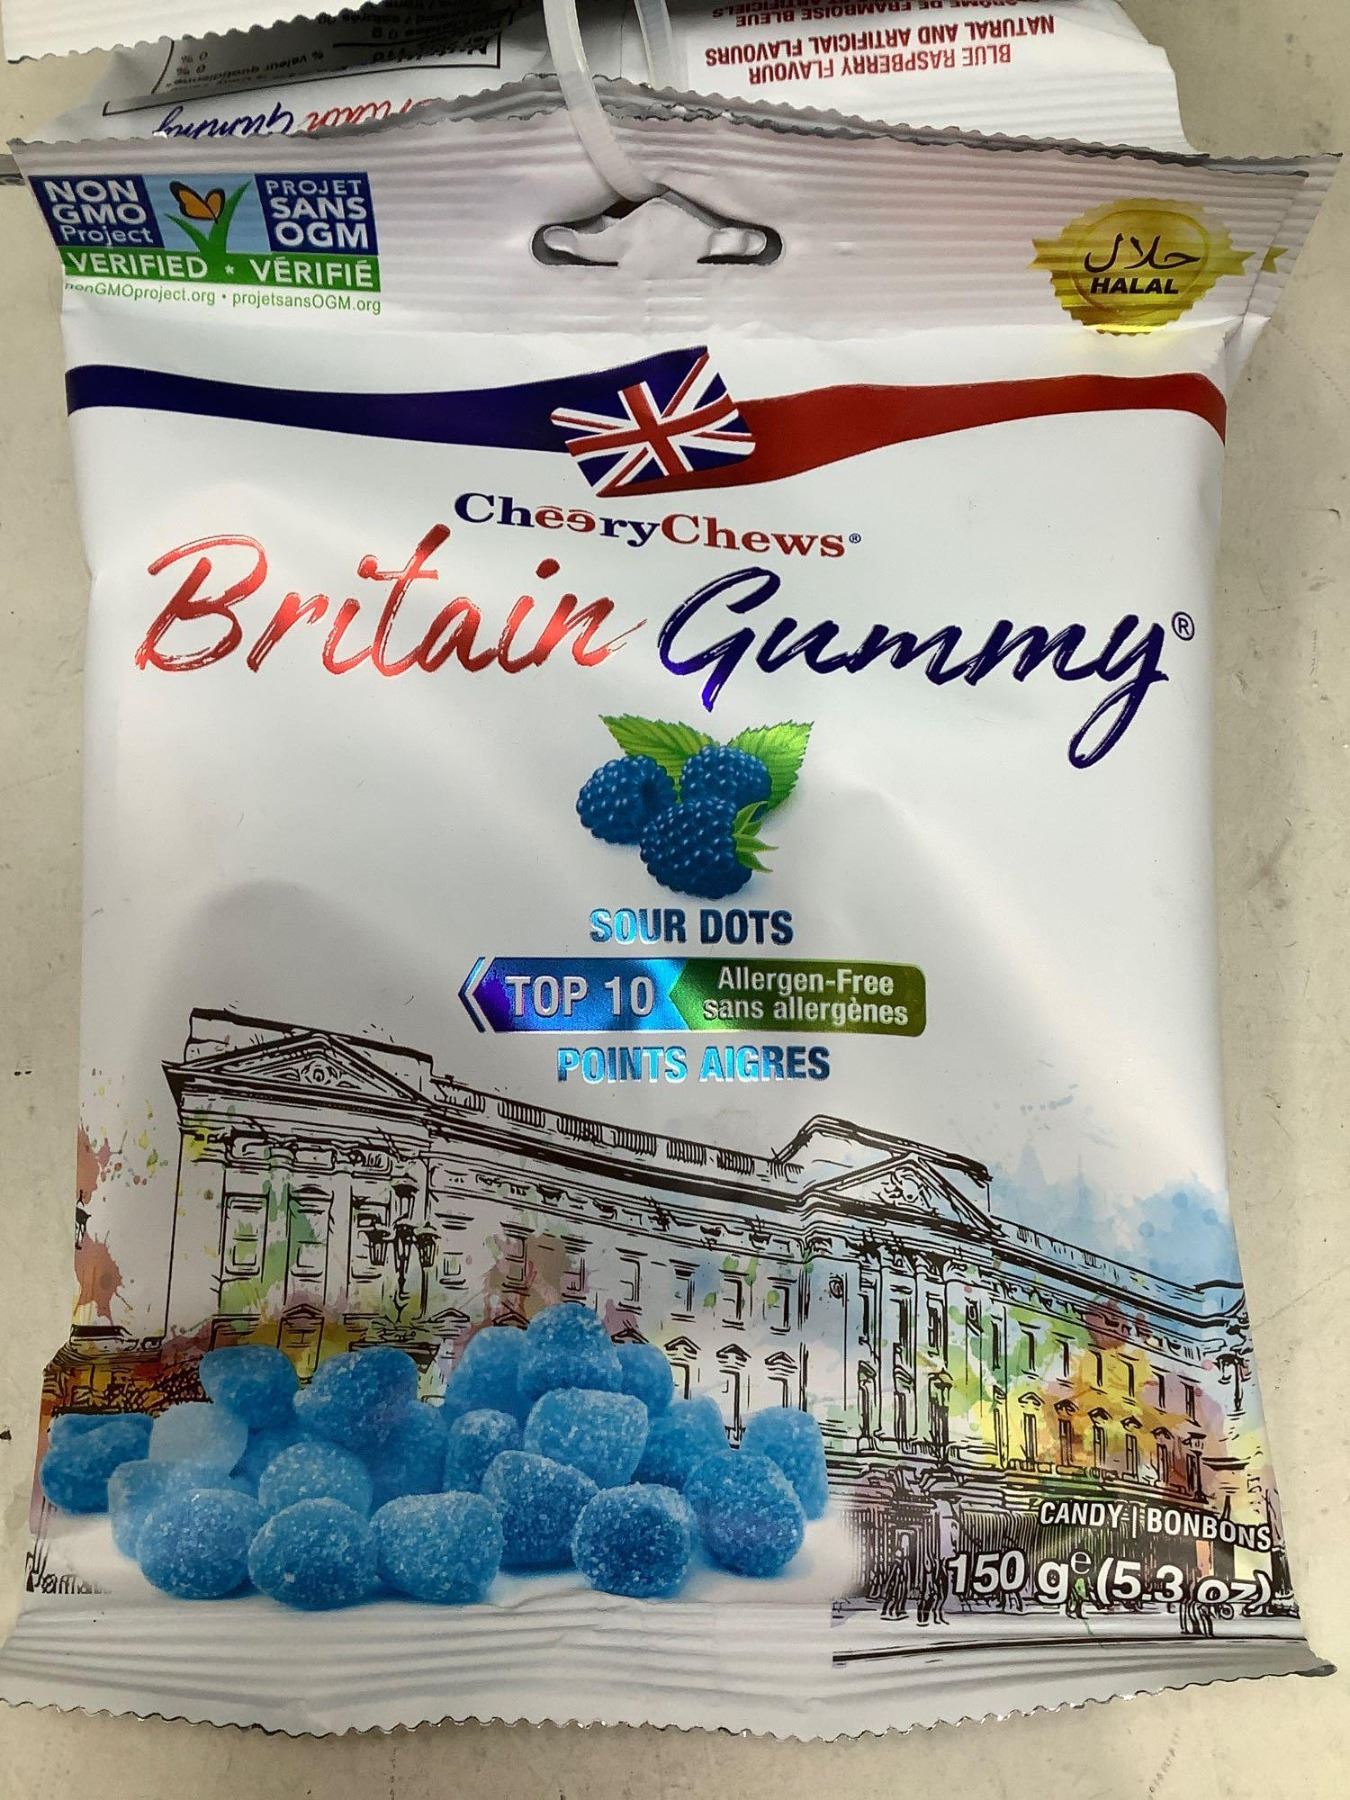 BLUE RASPBERRY FLAVOUR
NATURAL AND ARTIFICIAL FLAVOURS
Gummy
NON
GMO
Project
PROJET
SANS
OGM
VERIFIED * VÉRIFIÉ
nonGMOproject.org • projetsansOGM.org
حلال
HALAL
CheeryChews®
Britain Gummy®
SOUR DOTS
TOP 10
Allergen-Free
sans allergènes
POINTS AIGRES
CANDY | BONBONS
150 g e (5.3 oz)